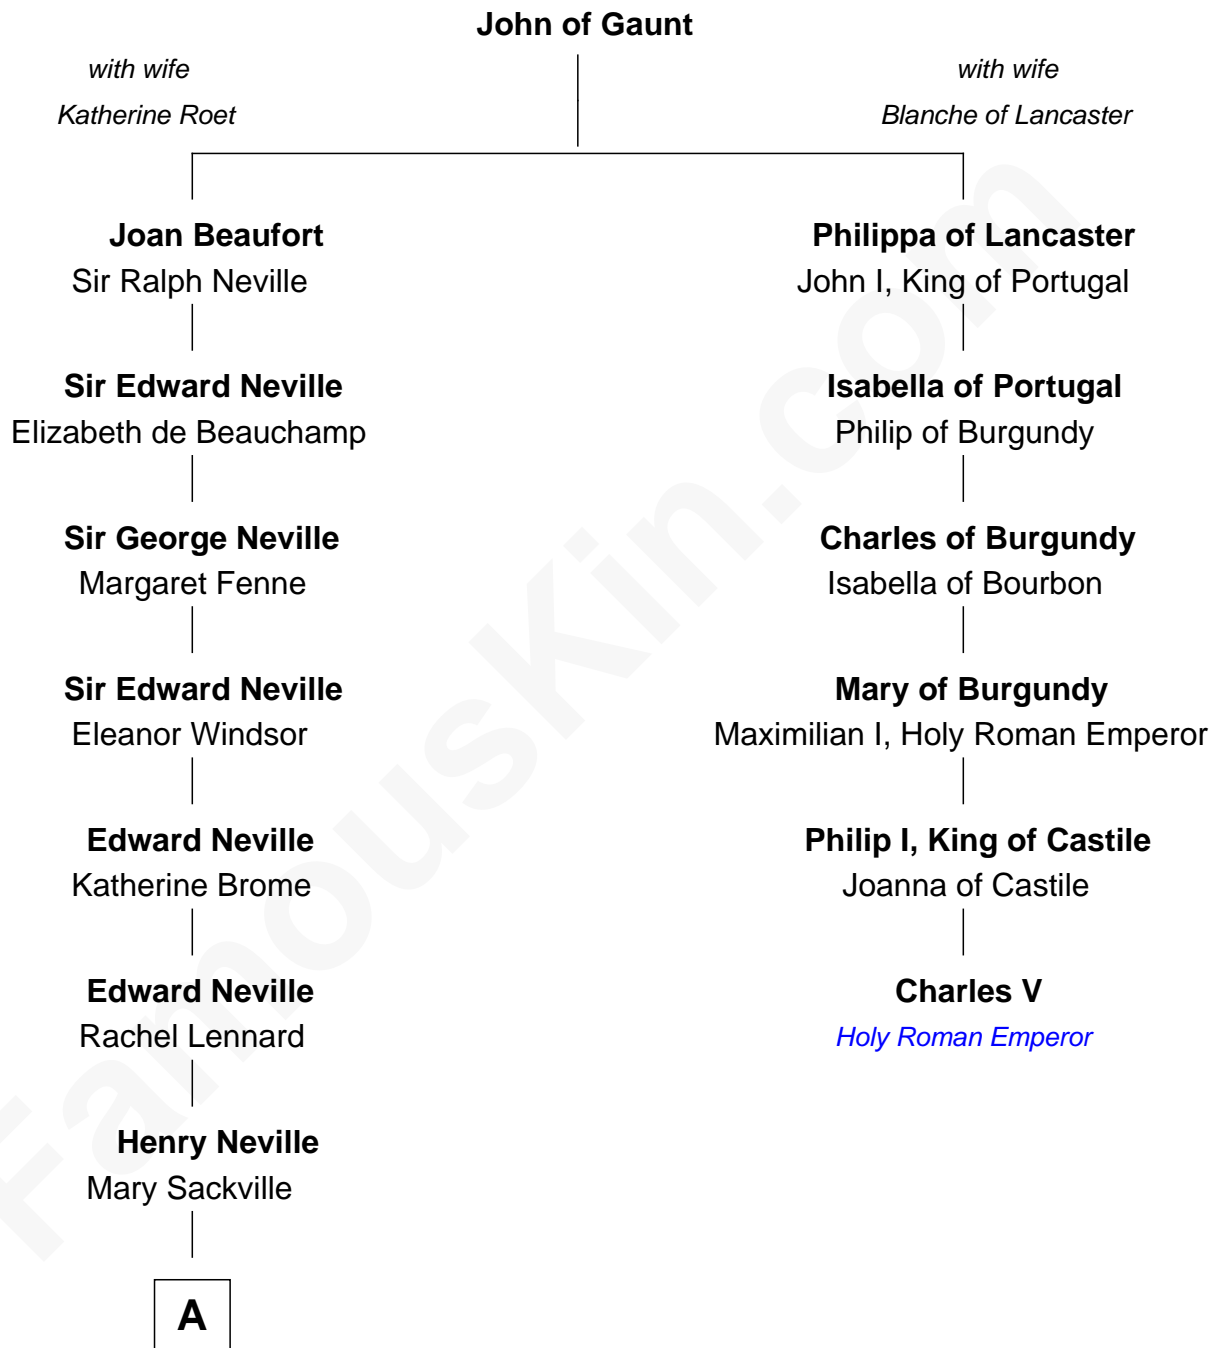 John of Gaunt
with wife
Katherine Roet
with wife
Blanche of Lancaster
Joan Beaufort
Sir Ralph Neville
Philippa of Lancaster
John I, King of Portugal
Sir Edward Neville
Elizabeth de Beauchamp
Isabella of Portugal
Philip of Burgundy
Sir George Neville
Margaret Fenne
Charles of Burgundy
Isabella of Bourbon
Sir Edward Neville
Eleanor Windsor
Mary of Burgundy
Maximilian I, Holy Roman Emperor
Edward Neville
Katherine Brome
Philip I, King of Castile
Joanna of Castile
Edward Neville
Rachel Lennard
Charles V
Holy Roman Emperor
Henry Neville
Mary Sackville
A
FamousKin.com